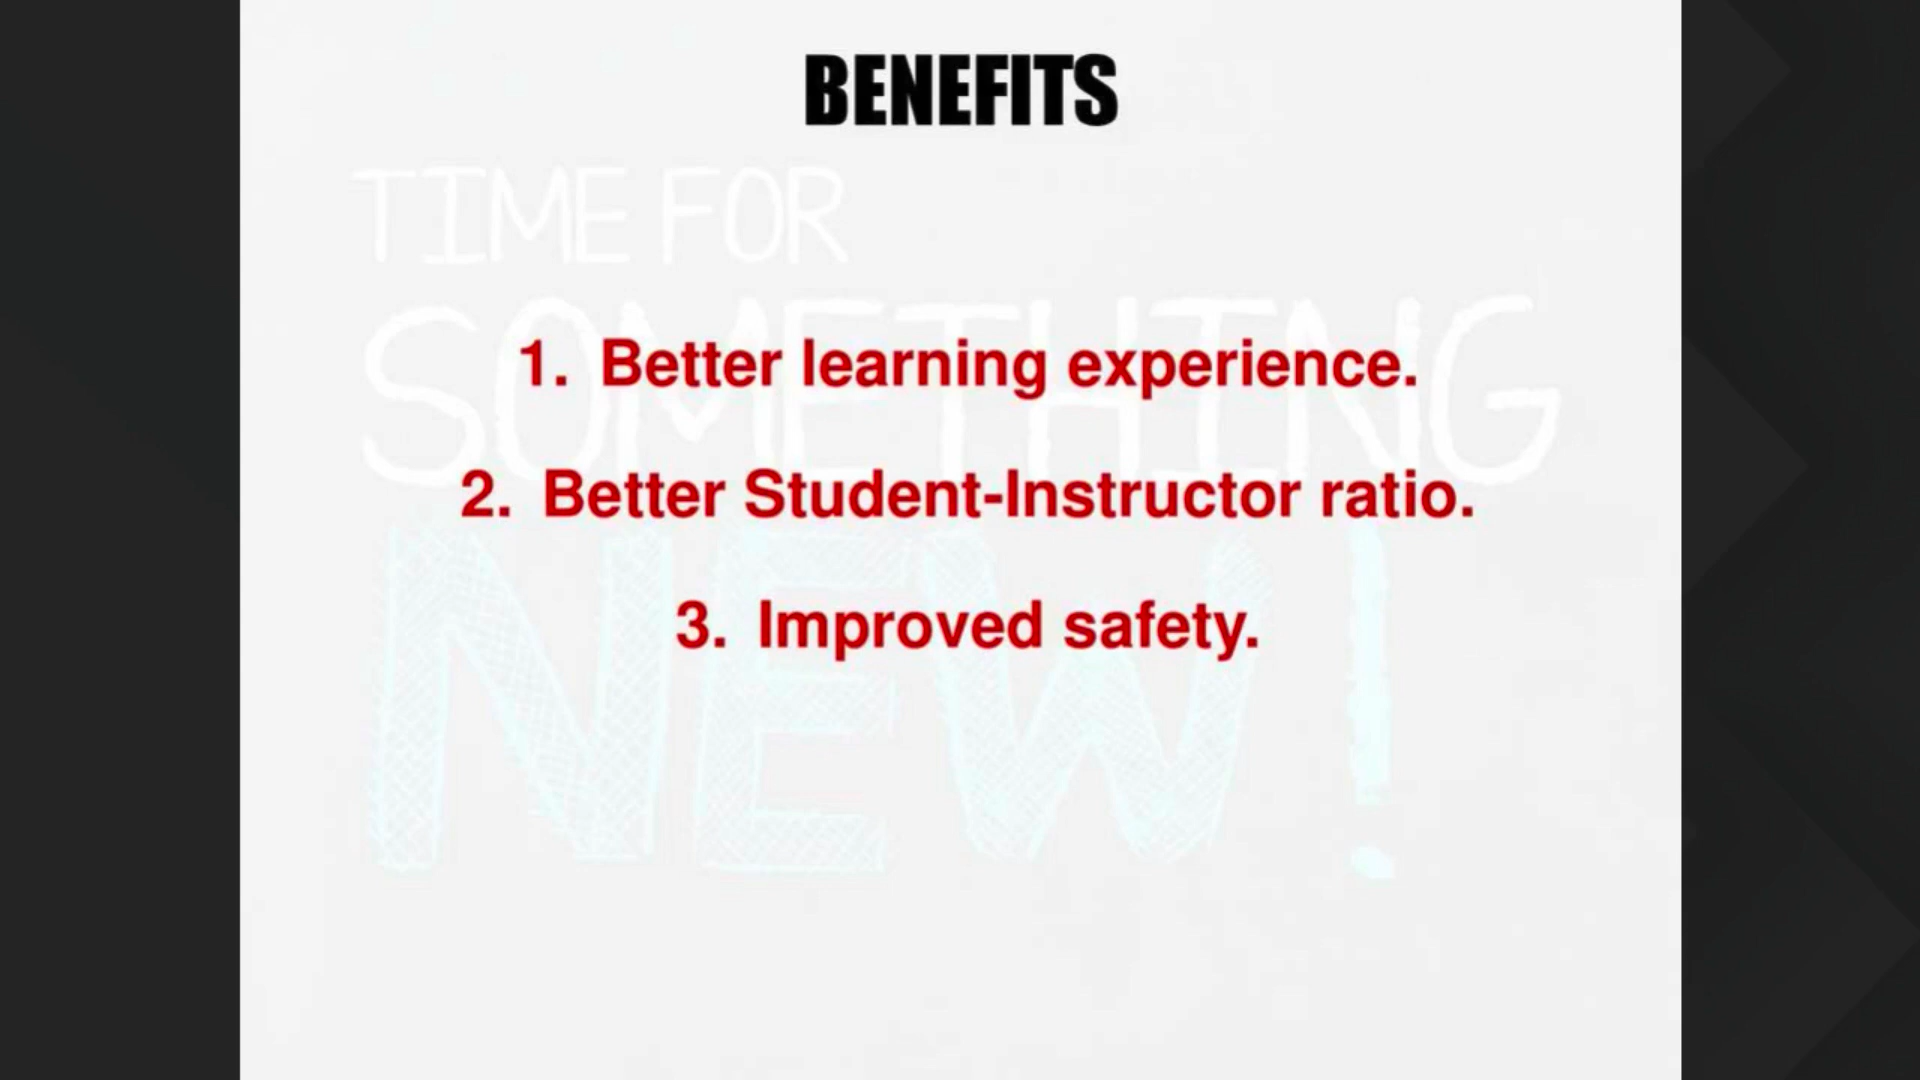 BENEFITS
TIME FOR
SOMETHING
NEW!
1. Better learning experience.
2. Better Student-Instructor ratio.
3. Improved safety.